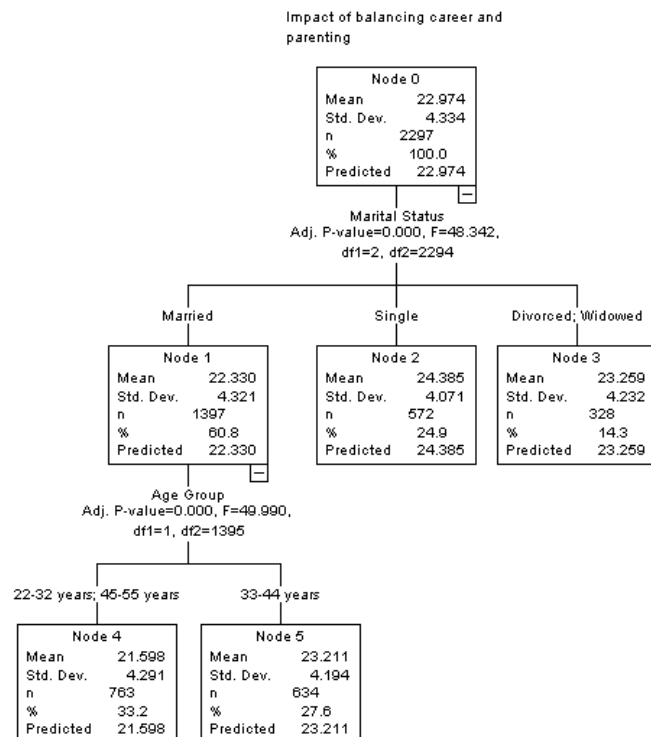 Impact of balancing career and
parenting
Node 0
Mean 22.974
Std. Dev. 4.334
n 2297
% 100.0
Predicted 22.974
Marital Status
Adj. P-value=0.000, F=48.342,
df1=2, df2=2294
Married
Single
Divorced; Widowed
Node 1
Mean 22.330
Std. Dev. 4.321
n 1397
% 60.8
Predicted 22.330
Node 2
Mean 24.385
Std. Dev. 4.071
n 572
% 24.9
Predicted 24.385
Node 3
Mean 23.259
Std. Dev. 4.232
n 328
% 14.3
Predicted 23.259
Age Group
Adj. P-value=0.000, F=49.990,
df1=1, df2=1395
22-32 years; 45-55 years
33-44 years
Node 4
Mean 21.598
Std. Dev. 4.291
n 763
% 33.2
Predicted 21.598
Node 5
Mean 23.211
Std. Dev. 4.194
n 634
% 27.6
Predicted 23.211